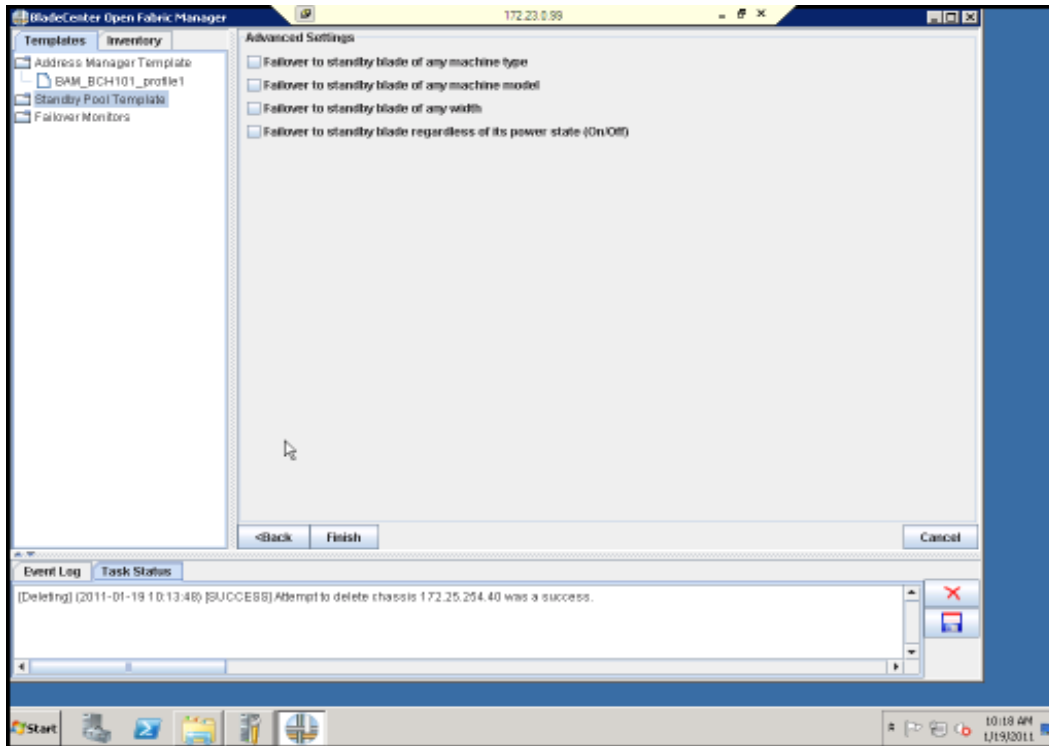 BladeCenter Open Fabric Manager
172.23.0.99
Templates Inventory
Address Manager Template
BAM_BCH101_profile1
Standby Pool Template
Failover Monitors
Advanced Settings
Failover to standby blade of any machine type
Failover to standby blade of any machine model
Failover to standby blade of any width
Failover to standby blade regardless of its power state (On/Off)
<Back Finish Cancel
Event Log Task Status
[Deleting] (2011-01-19 10:13:48) [SUCCESS] Attempt to delete chassis 172.25.254.40 was a success.
Start
10:18 AM
1/19/2011